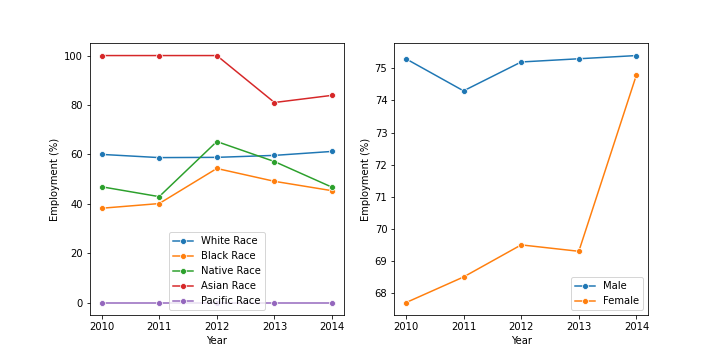 100
80
60
40
20
0
Employment (%)
2010 2011 2012 2013 2014
Year
White Race
Black Race
Native Race
Asian Race
Pacific Race
75
74
73
72
71
70
69
68
Employment (%)
2010 2011 2012 2013 2014
Year
Male
Female